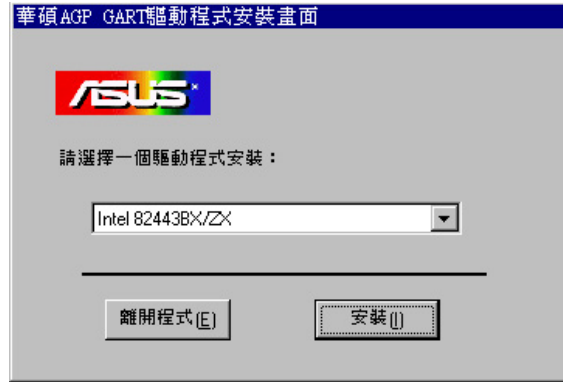 華碩AGP GART驅動程式安裝畫面
ASUS
請選擇一個驅動程式安裝：
Intel 82443BX/ZX
離開程式(E) 安裝(I)